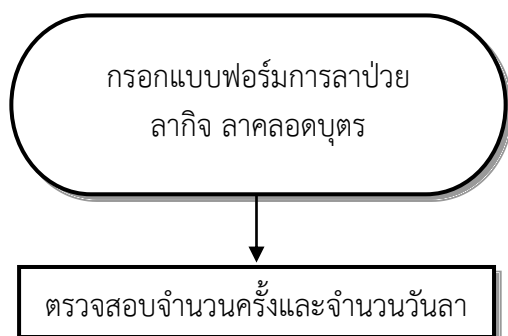 กรอกแบบฟอร์มการลาป่วย
ลากิจ ลาคลอดบุตร
ตรวจสอบจำนวนครั้งและจำนวนวันลา